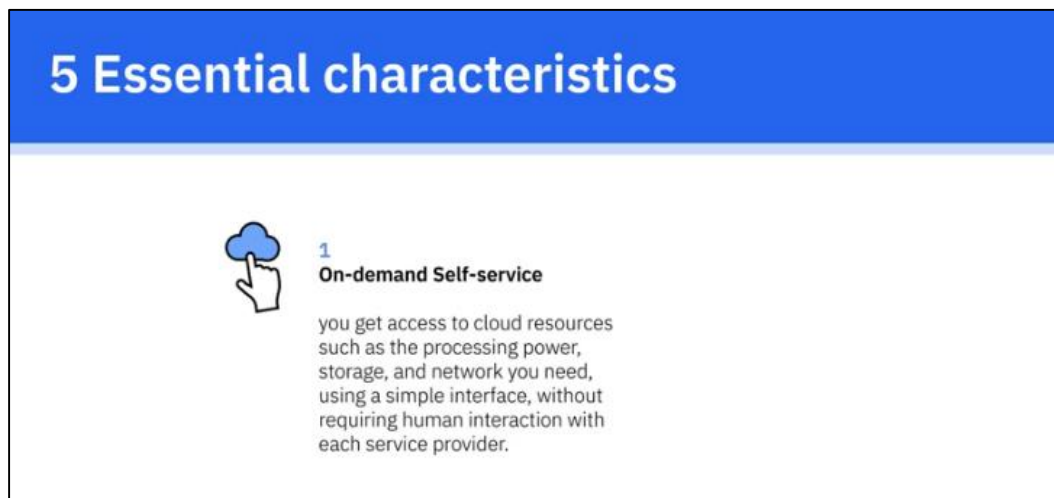 5 Essential characteristics
1
On-demand Self-service
you get access to cloud resources
such as the processing power,
storage, and network you need,
using a simple interface, without
requiring human interaction with
each service provider.